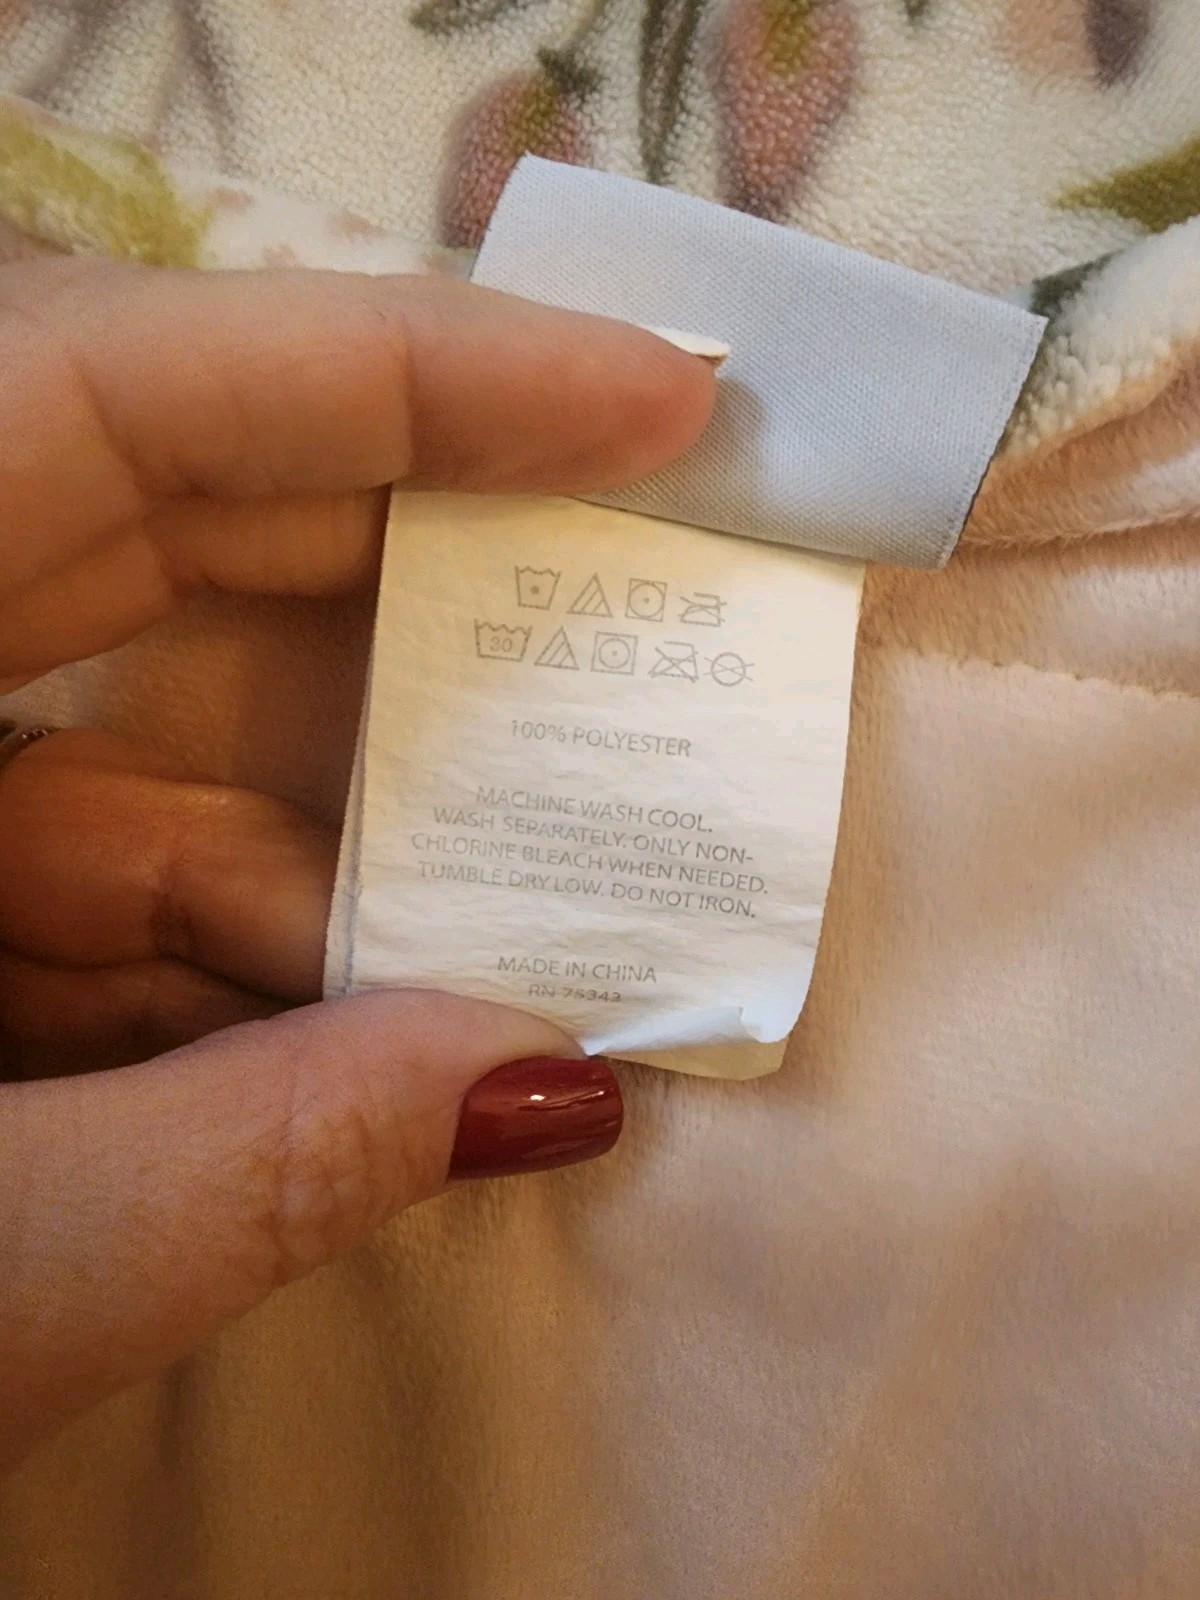 30
100% POLYESTER
MACHINE WASH COOL.
WASH SEPARATELY. ONLY NON-
CHLORINE BLEACH WHEN NEEDED.
TUMBLE DRY LOW. DO NOT IRON.
MADE IN CHINA
RN 75343